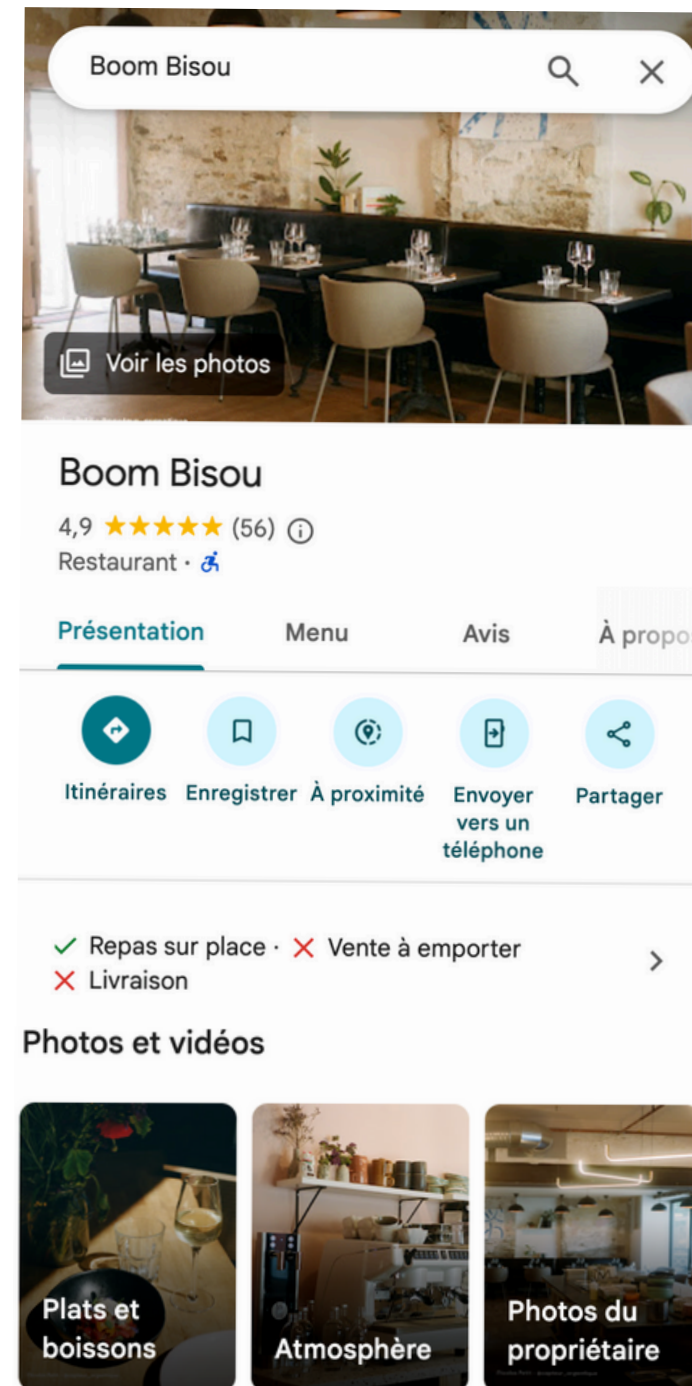 Boom Bisou
Voir les photos
Boom Bisou
4,9 ★★★★★ (56)
Restaurant ·
Présentation Menu Avis À propos
Itinéraires Enregistrer À proximité Envoyer vers un téléphone Partager
Repas sur place · Vente à emporter
Livraison
Photos et vidéos
Plats et boissons
Atmosphère
Photos du propriétaire